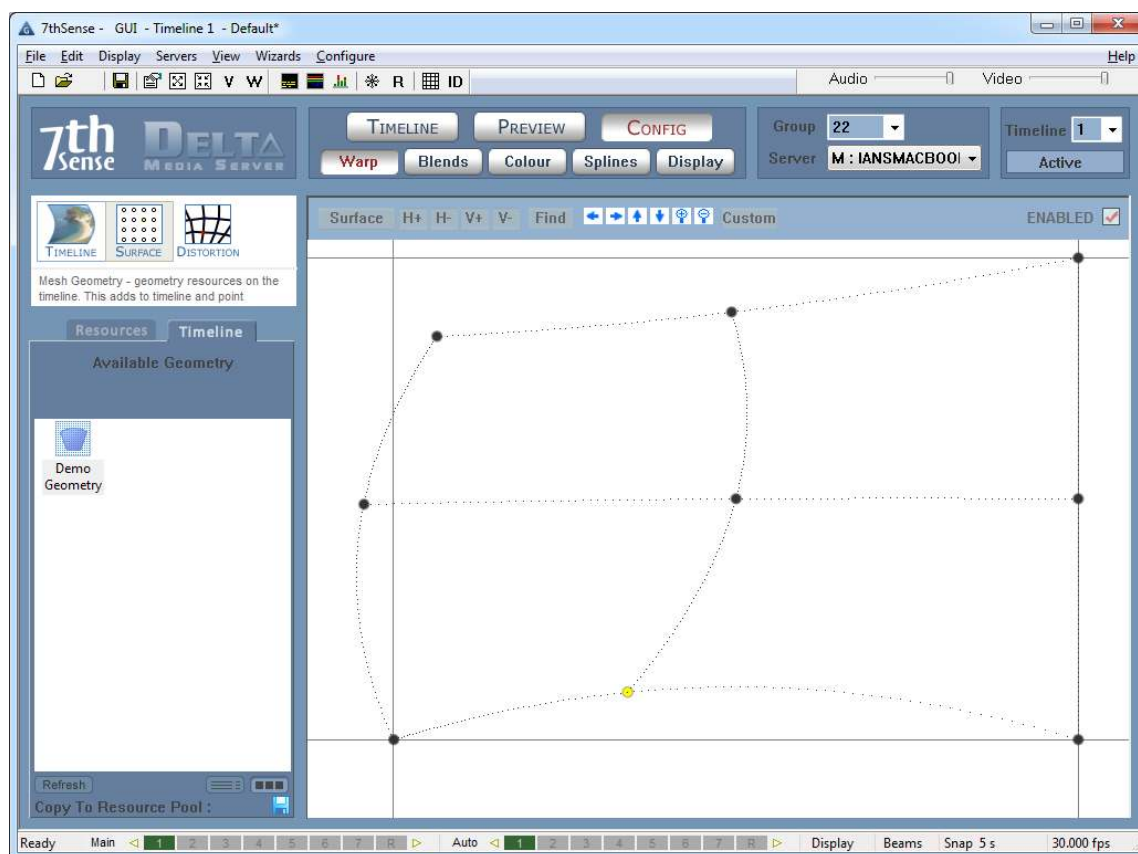 7thSense - GUI - Timeline 1 - Default*
File Edit Display Servers View Wizards Configure Help
V W R ID Audio Video
7th sense DELTA MEDIA SERVER
TIMELINE PREVIEW CONFIG
Warp Blends Colour Splines Display
Group 22
Server M : IANSMACBOO
Timeline 1
Active
TIMELINE SURFACE DISTORTION
Mesh Geometry - geometry resources on the
timeline. This adds to timeline and point
Surface H+ H- V+ V- Find Custom ENABLED
Resources Timeline
Available Geometry
Demo
Geometry
Refresh
Copy To Resource Pool :
Ready Main 1 2 3 4 5 6 7 R Auto 1 2 3 4 5 6 7 R Display Beams Snap 5 s 30.000 fps